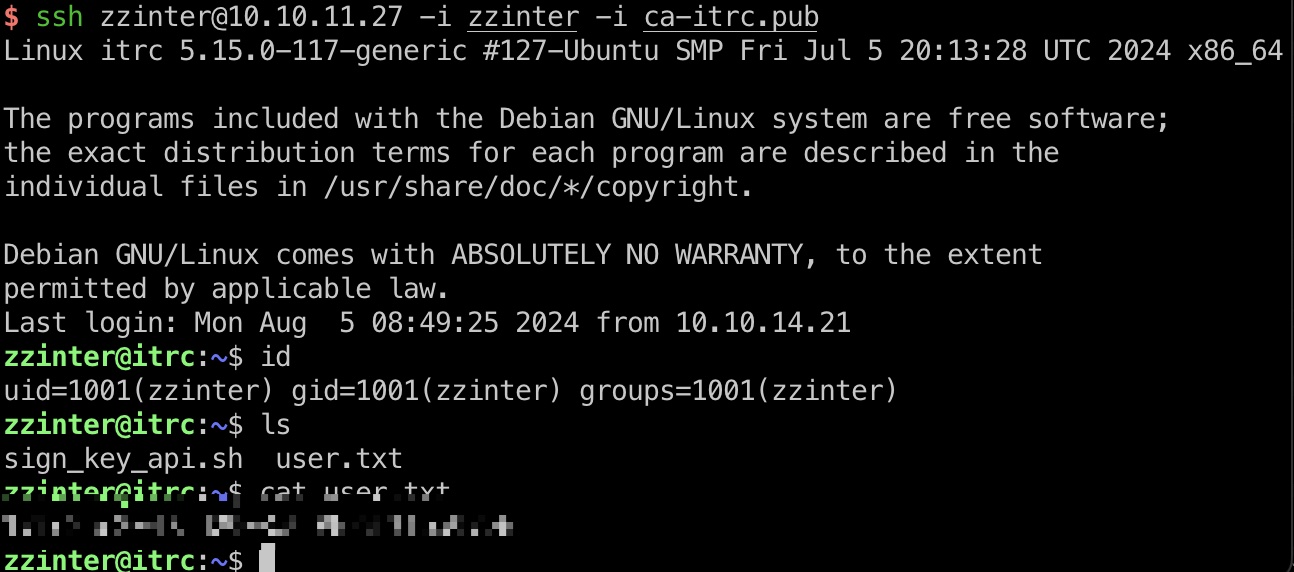 $ ssh zzinter@10.10.11.27 -i zzinter -i ca-itrc.pub
Linux itrc 5.15.0-117-generic #127-Ubuntu SMP Fri Jul 5 20:13:28 UTC 2024 x86_64
The programs included with the Debian GNU/Linux system are free software;
the exact distribution terms for each program are described in the
individual files in /usr/share/doc/*/copyright.
Debian GNU/Linux comes with ABSOLUTELY NO WARRANTY, to the extent
permitted by applicable law.
Last login: Mon Aug  5 08:49:25 2024 from 10.10.14.21
zzinter@itrc:~$ id
uid=1001(zzinter) gid=1001(zzinter) groups=1001(zzinter)
zzinter@itrc:~$ ls
sign_key_api.sh  user.txt
zzinter@itrc:~$ cat user.txt
zzinter@itrc:~$